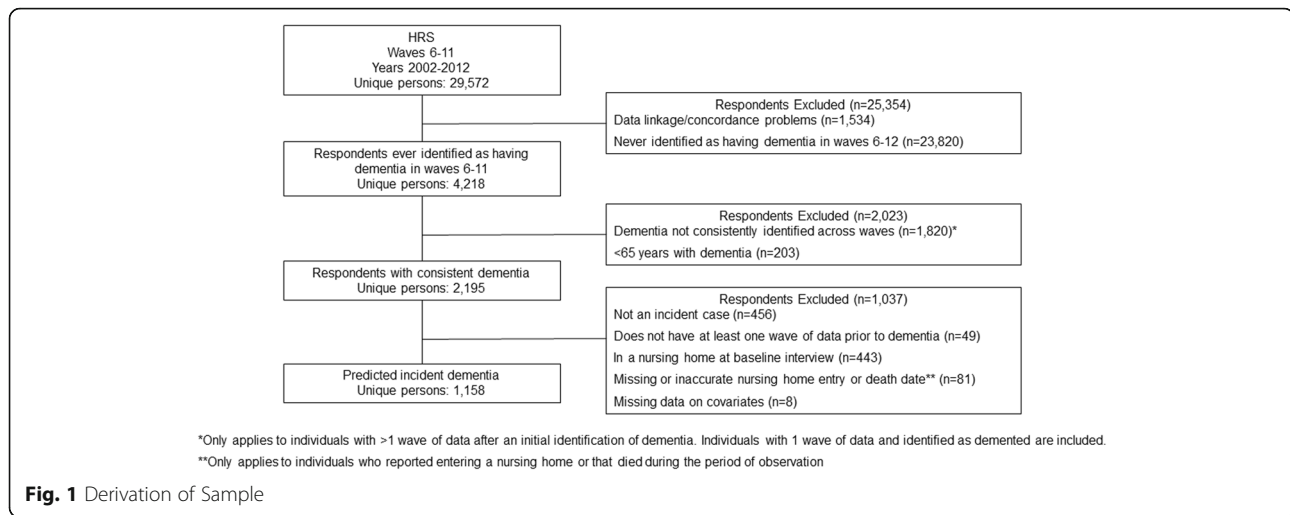 HRS
Waves 6-11
Years 2002-2012
Unique persons: 29,572
Respondents Excluded (n=25,354)
Data linkage/concordance problems (n=1,534)
Never identified as having dementia in waves 6-12 (n=23,820)
Respondents ever identified as having
dementia in waves 6-11
Unique persons: 4,218
Respondents Excluded (n=2,023)
Dementia not consistently identified across waves (n=1,820)*
<65 years with dementia (n=203)
Respondents with consistent dementia
Unique persons: 2,195
Respondents Excluded (n=1,037)
Not an incident case (n=456)
Does not have at least one wave of data prior to dementia (n=49)
In a nursing home at baseline interview (n=443)
Missing or inaccurate nursing home entry or death date** (n=81)
Missing data on covariates (n=8)
Predicted incident dementia
Unique persons: 1,158
*Only applies to individuals with >1 wave of data after an initial identification of dementia. Individuals with 1 wave of data and identified as demented are included.
**Only applies to individuals who reported entering a nursing home or that died during the period of observation
Fig. 1 Derivation of Sample